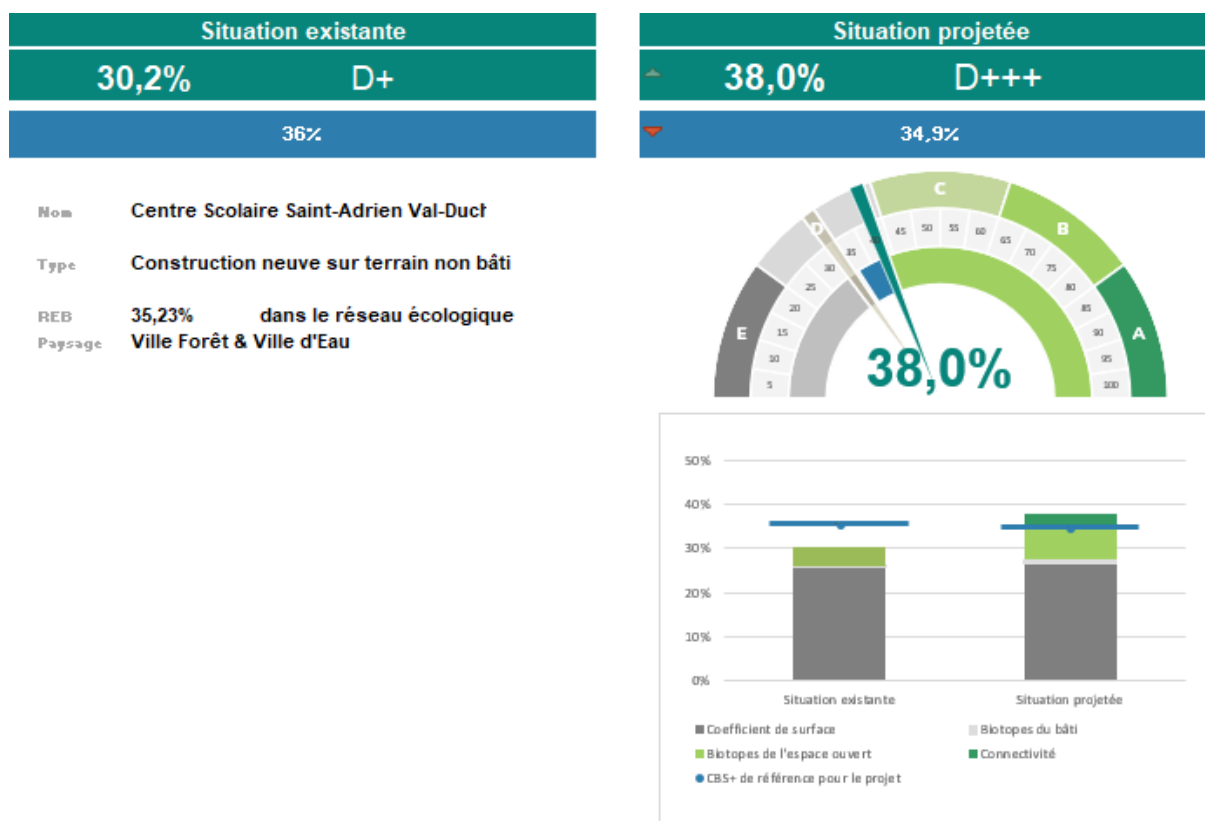 Situation existante
30,2% D+
36%
Nom Centre Scolaire Saint-Adrien Val-Duch
Type Construction neuve sur terrain non bâti
REB 35,23% dans le réseau écologique
Paysage Ville Forêt & Ville d'Eau
Situation projetée
38,0% D+++
34,9%
E D C B A
5 10 15 20 25 30 35 40 45 50 55 60 65 70 75 80 85 90 95 100
38,0%
50%
40%
30%
20%
10%
0%
Situation existante Situation projetée
Coefficient de surface Biotopes du bâti
Biotopes de l'espace ouvert Connectivité
CBS+ de référence pour le projet